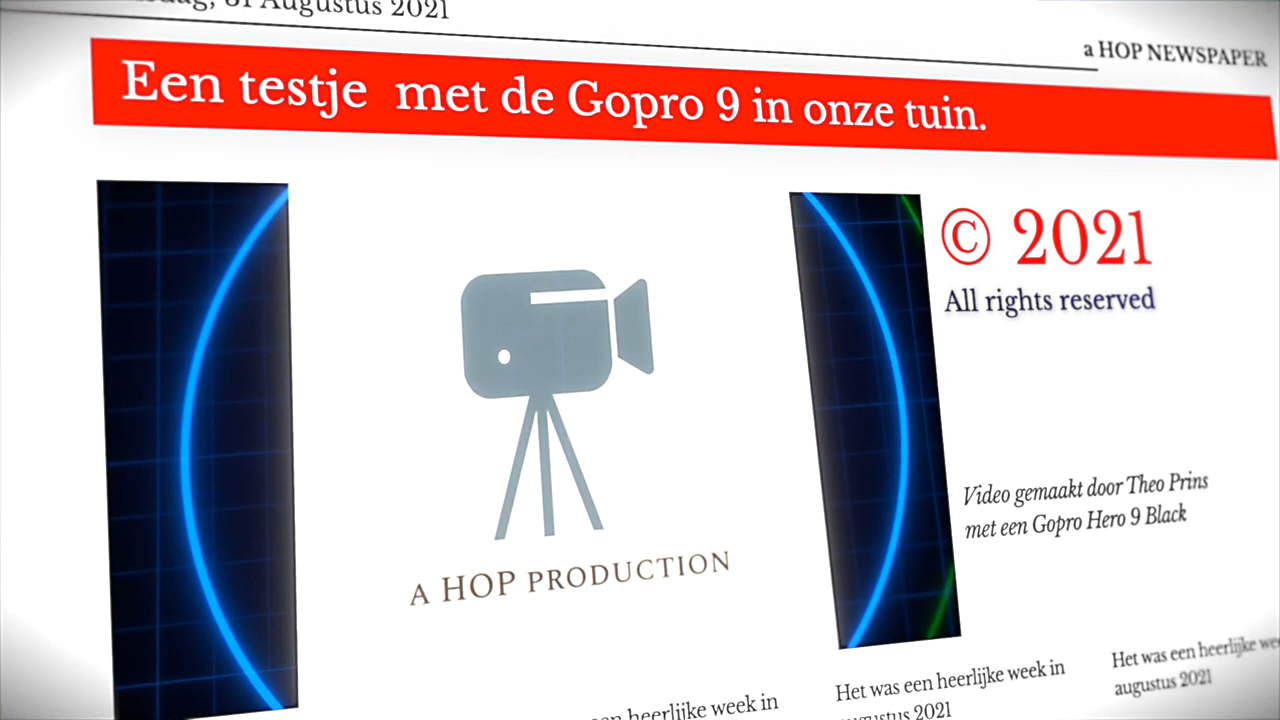 31 Augustus 2021
a HOP NEWSPAPER
Een testje met de Gopro 9 in onze tuin.
© 2021
All rights reserved
Video gemaakt door Theo Prins
met een Gopro Hero 9 Black
A HOP PRODUCTION
heerlijke week in
Het was een heerlijke week in
augustus 2021
Het was een heerlijke
augustus 2021